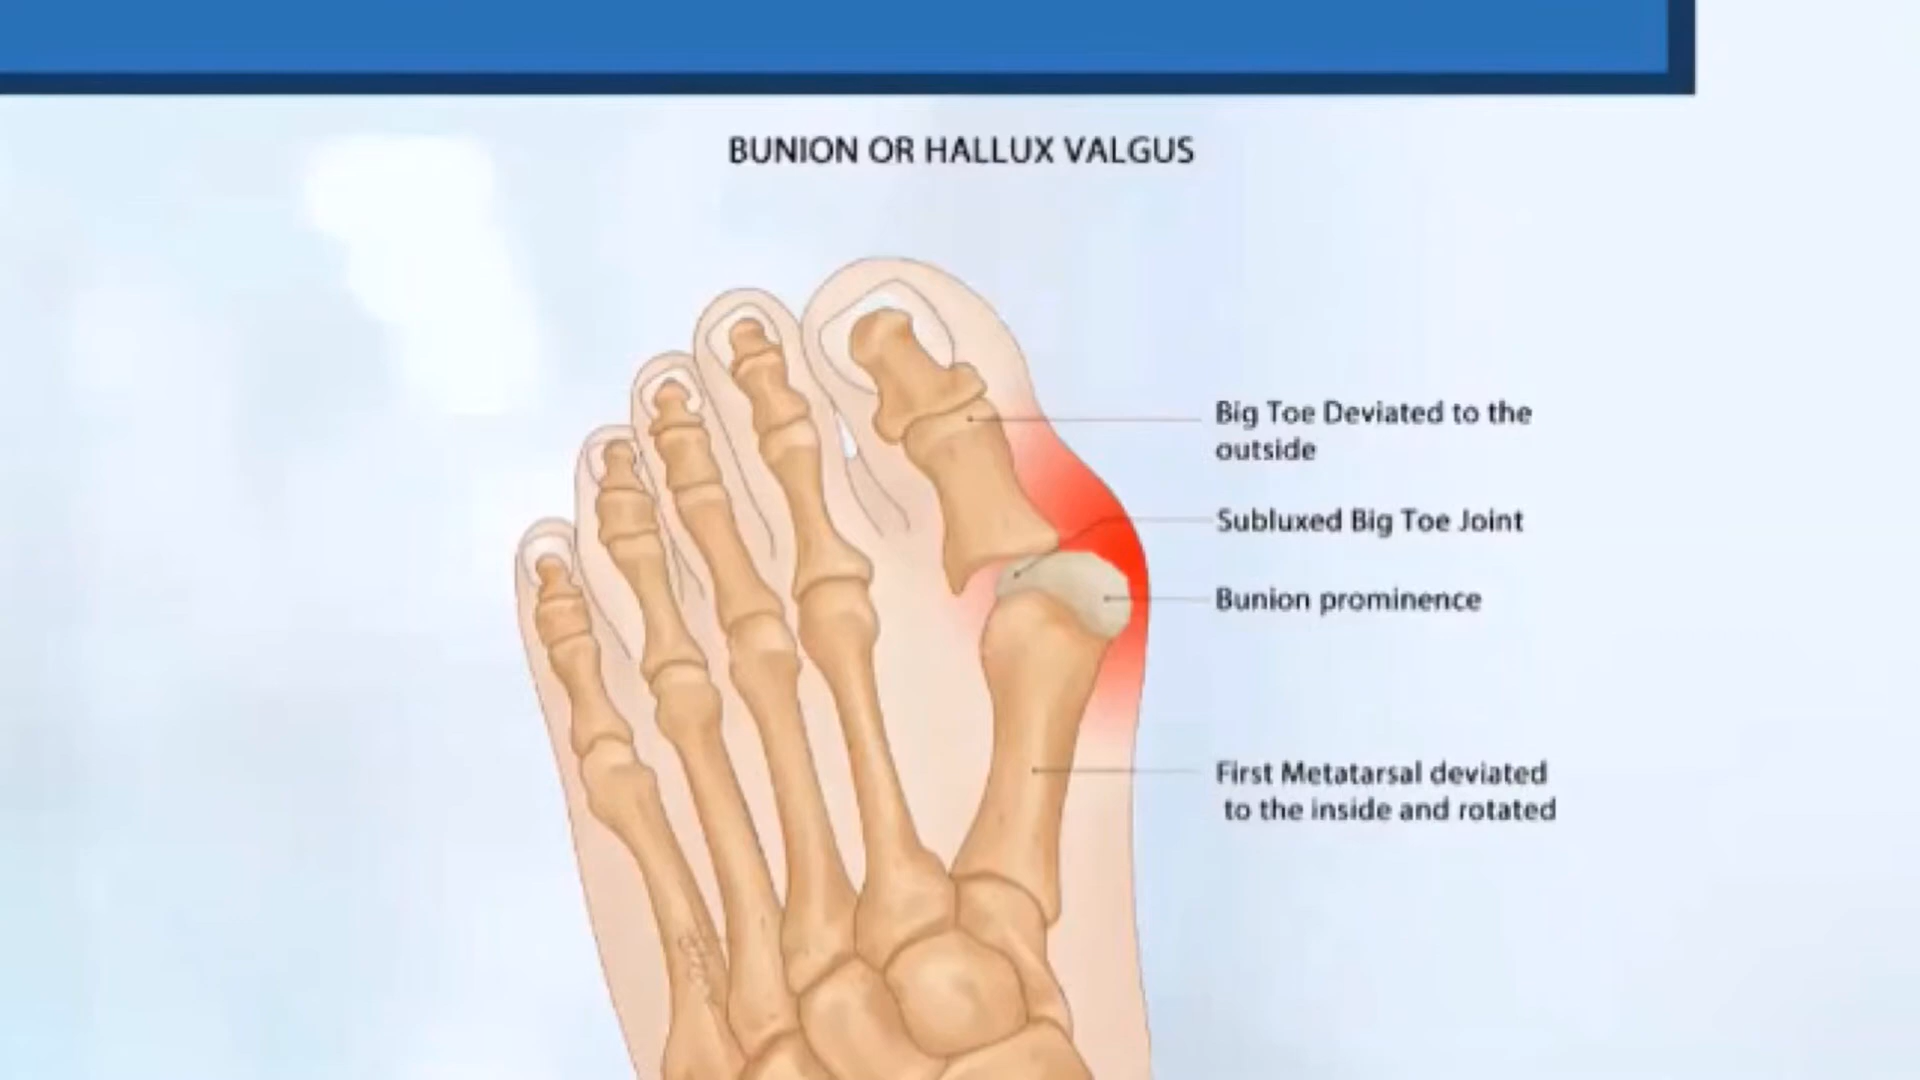 BUNION OR HALLUX VALGUS
Big Toe Deviated to the
outside
Subluxed Big Toe Joint
Bunion prominence
First Metatarsal deviated
to the inside and rotated